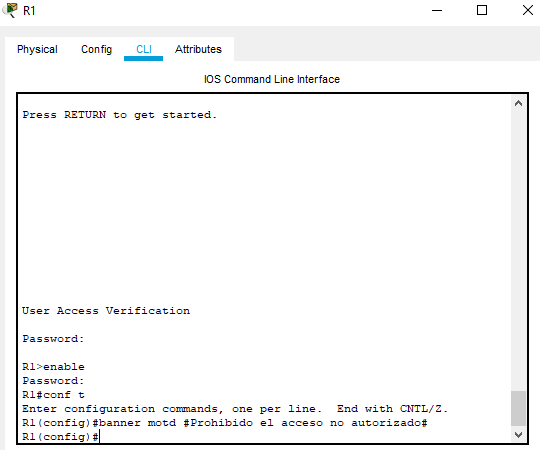 R1
Physical Config CLI Attributes
IOS Command Line Interface
Press RETURN to get started.
User Access Verification
Password:
R1>enable
Password:
R1#conf t
Enter configuration commands, one per line.  End with CNTL/Z.
R1(config)#banner motd #Prohibido el acceso no autorizado#
R1(config)#